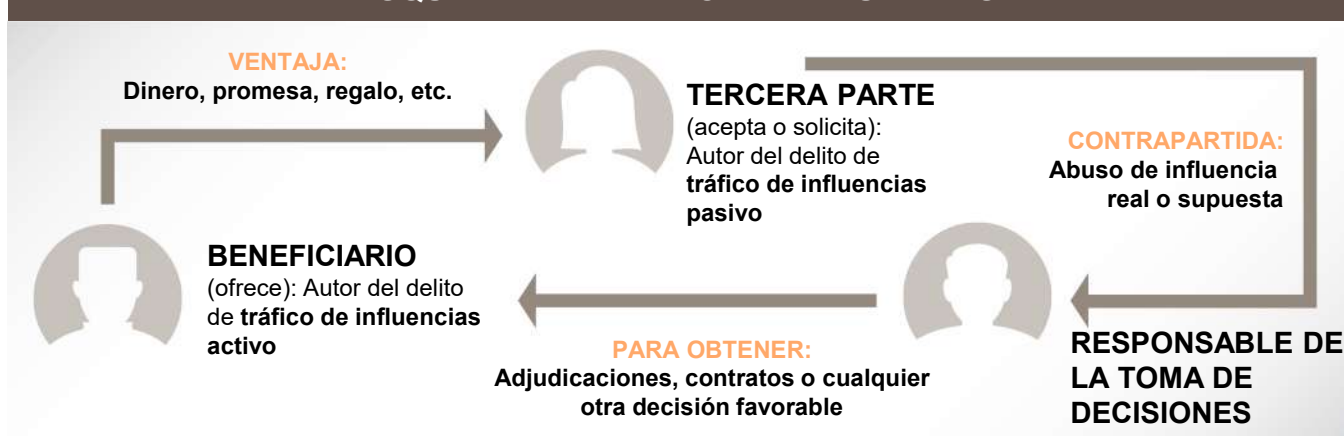 VENTAJA:
Dinero, promesa, regalo, etc.
TERCERA PARTE
(acepta o solicita):
Autor del delito de
tráfico de influencias
pasivo
CONTRAPARTIDA:
Abuso de influencia
real o supuesta
BENEFICIARIO
(ofrece): Autor del delito
de tráfico de influencias
activo
PARA OBTENER:
Adjudicaciones, contratos o cualquier
otra decisión favorable
RESPONSABLE DE
LA TOMA DE
DECISIONES